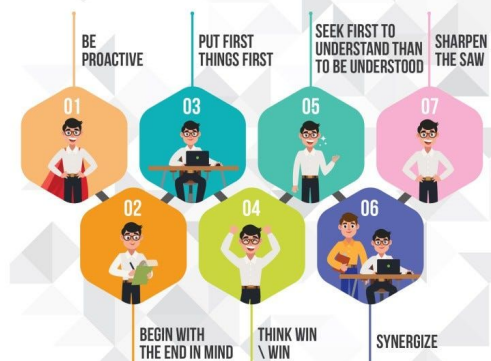 01
BE
PROACTIVE
02
BEGIN WITH
THE END IN MIND
03
PUT FIRST
THINGS FIRST
04
THINK WIN
\ WIN
05
SEEK FIRST TO
UNDERSTAND THAN
TO BE UNDERSTOOD
06
SYNERGIZE
07
SHARPEN
THE SAW